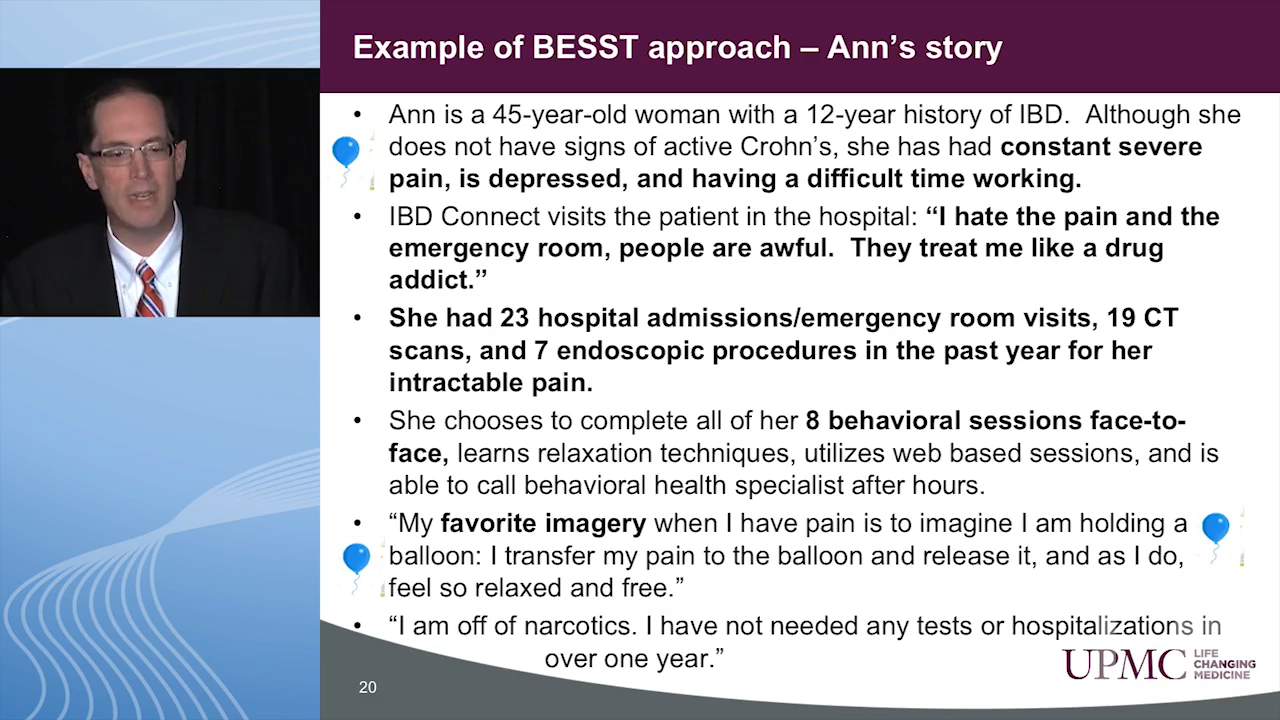 Example of BESST approach – Ann's story
• Ann is a 45-year-old woman with a 12-year history of IBD.  Although she
does not have signs of active Crohn's, she has had constant severe
pain, is depressed, and having a difficult time working.
• IBD Connect visits the patient in the hospital: “I hate the pain and the
emergency room, people are awful.  They treat me like a drug
addict.”
• She had 23 hospital admissions/emergency room visits, 19 CT
scans, and 7 endoscopic procedures in the past year for her
intractable pain.
• She chooses to complete all of her 8 behavioral sessions face-to-
face, learns relaxation techniques, utilizes web based sessions, and is
able to call behavioral health specialist after hours.
• “My favorite imagery when I have pain is to imagine I am holding a
balloon: I transfer my pain to the balloon and release it, and as I do,
feel so relaxed and free.”
• “I am off of narcotics. I have not needed any tests or hospitalizations in
over one year.”
20
UPMC
LIFE
CHANGING
MEDICINE